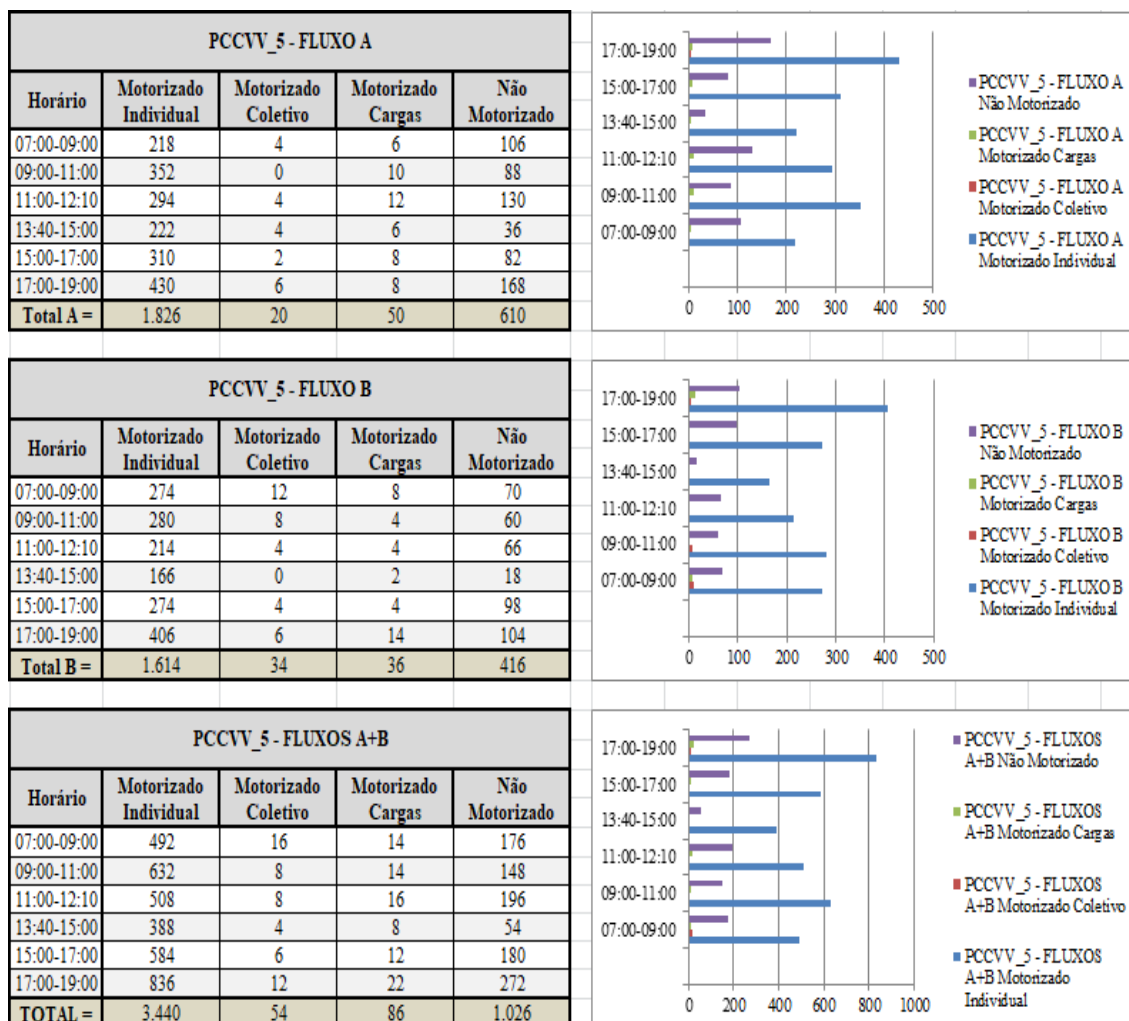 PCCVV_5 - FLUXO A
Horário Motorizado Individual Motorizado Coletivo Motorizado Cargas Não Motorizado
07:00-09:00 218 4 6 106
09:00-11:00 352 0 10 88
11:00-12:10 294 4 12 130
13:40-15:00 222 4 6 36
15:00-17:00 310 2 8 82
17:00-19:00 430 6 8 168
Total A = 1.826 20 50 610
17:00-19:00
15:00-17:00
13:40-15:00
11:00-12:10
09:00-11:00
07:00-09:00
0 100 200 300 400 500
PCCVV_5 - FLUXO A
Não Motorizado
PCCVV_5 - FLUXO A
Motorizado Cargas
PCCVV_5 - FLUXO A
Motorizado Coletivo
PCCVV_5 - FLUXO A
Motorizado Individual
PCCVV_5 - FLUXO B
Horário Motorizado Individual Motorizado Coletivo Motorizado Cargas Não Motorizado
07:00-09:00 274 12 8 70
09:00-11:00 280 8 4 60
11:00-12:10 214 4 4 66
13:40-15:00 166 0 2 18
15:00-17:00 274 4 4 98
17:00-19:00 406 6 14 104
Total B = 1.614 34 36 416
17:00-19:00
15:00-17:00
13:40-15:00
11:00-12:10
09:00-11:00
07:00-09:00
0 100 200 300 400 500
PCCVV_5 - FLUXO B
Não Motorizado
PCCVV_5 - FLUXO B
Motorizado Cargas
PCCVV_5 - FLUXO B
Motorizado Coletivo
PCCVV_5 - FLUXO B
Motorizado Individual
PCCVV_5 - FLUXOS A+B
Horário Motorizado Individual Motorizado Coletivo Motorizado Cargas Não Motorizado
07:00-09:00 492 16 14 176
09:00-11:00 632 8 14 148
11:00-12:10 508 8 16 196
13:40-15:00 388 4 8 54
15:00-17:00 584 6 12 180
17:00-19:00 836 12 22 272
TOTAL = 3.440 54 86 1.026
17:00-19:00
15:00-17:00
13:40-15:00
11:00-12:10
09:00-11:00
07:00-09:00
0 200 400 600 800 1000
PCCVV_5 - FLUXOS
A+B Não Motorizado
PCCVV_5 - FLUXOS
A+B Motorizado Cargas
PCCVV_5 - FLUXOS
A+B Motorizado Coletivo
PCCVV_5 - FLUXOS
A+B Motorizado
Individual